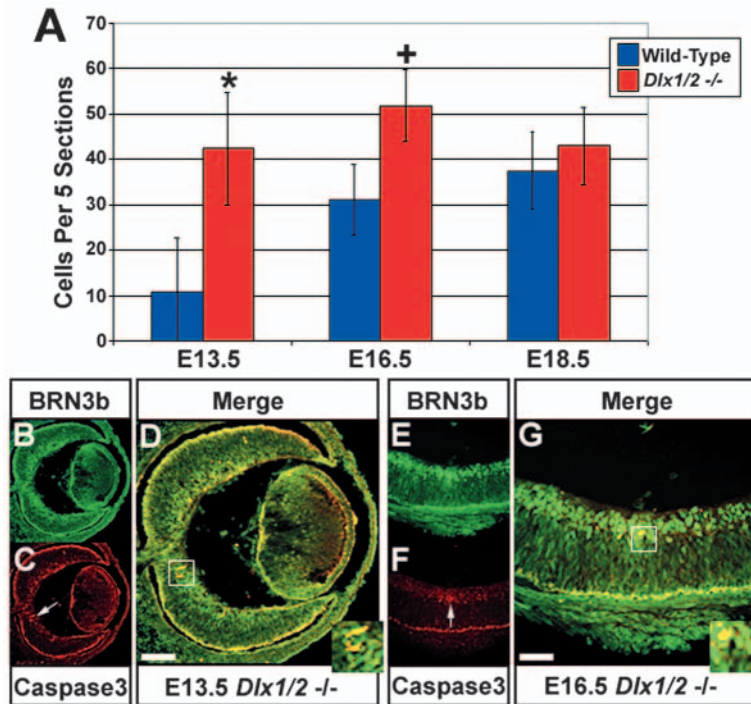 A
70
60
50
40
30
20
10
0
Cells Per 5 Sections
*
+
Wild-Type
Dlx1/2 -/-
E13.5 E16.5 E18.5
BRN3b Merge BRN3b Merge
B D E G
C F
Caspase3 E13.5 Dlx1/2 -/- Caspase3 E16.5 Dlx1/2 -/-